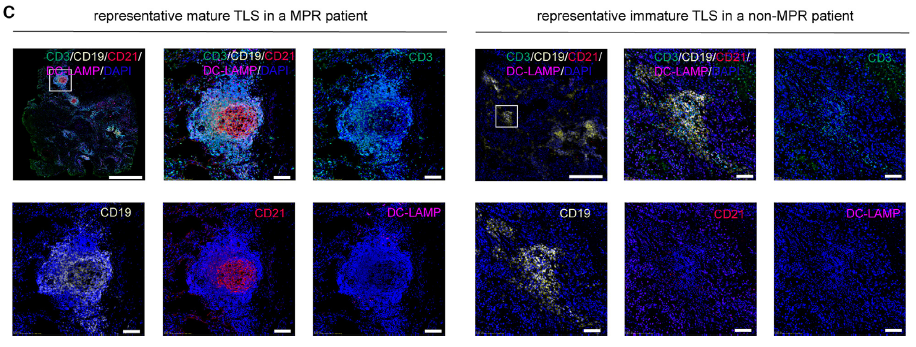 C
representative mature TLS in a MPR patient
representative immature TLS in a non-MPR patient
CD3/CD19/CD21/
DC-LAMP/DAPI
CD3/CD19/CD21
DC-LAMP/DAPI
CD3
CD3/CD19/CD21/
DC-LAMP/DAPI
CD3/CD19/CD21/
DC-LAMP/DAPI
CD3
CD19
CD21
DC-LAMP
CD19
CD21
DC-LAMP